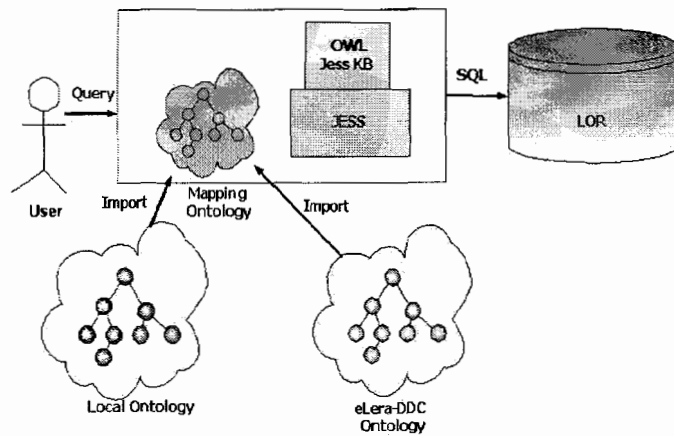 OWL
Jess KB
JESS
Query
SQL
LOR
User
Import
Mapping
Ontology
Import
Local Ontology
eLera-DDC
Ontology